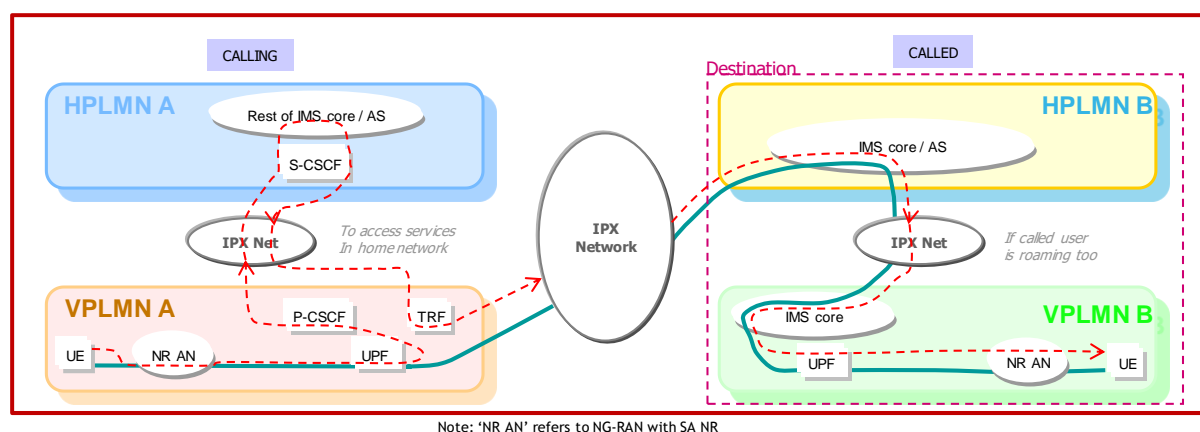 CALLING
CALLED
Destination
HPLMN A
Rest of IMS core / AS
S-CSCF
HPLMN B
IMS core / AS
IPX Net
To access services
In home network
IPX
Network
IPX Net
If called user
is roaming too
VPLMN A
P-CSCF
TRF
UE
NR AN
UPF
VPLMN B
IMS core
UPF
NR AN
UE
Note: ‘NR AN’ refers to NG-RAN with SA NR